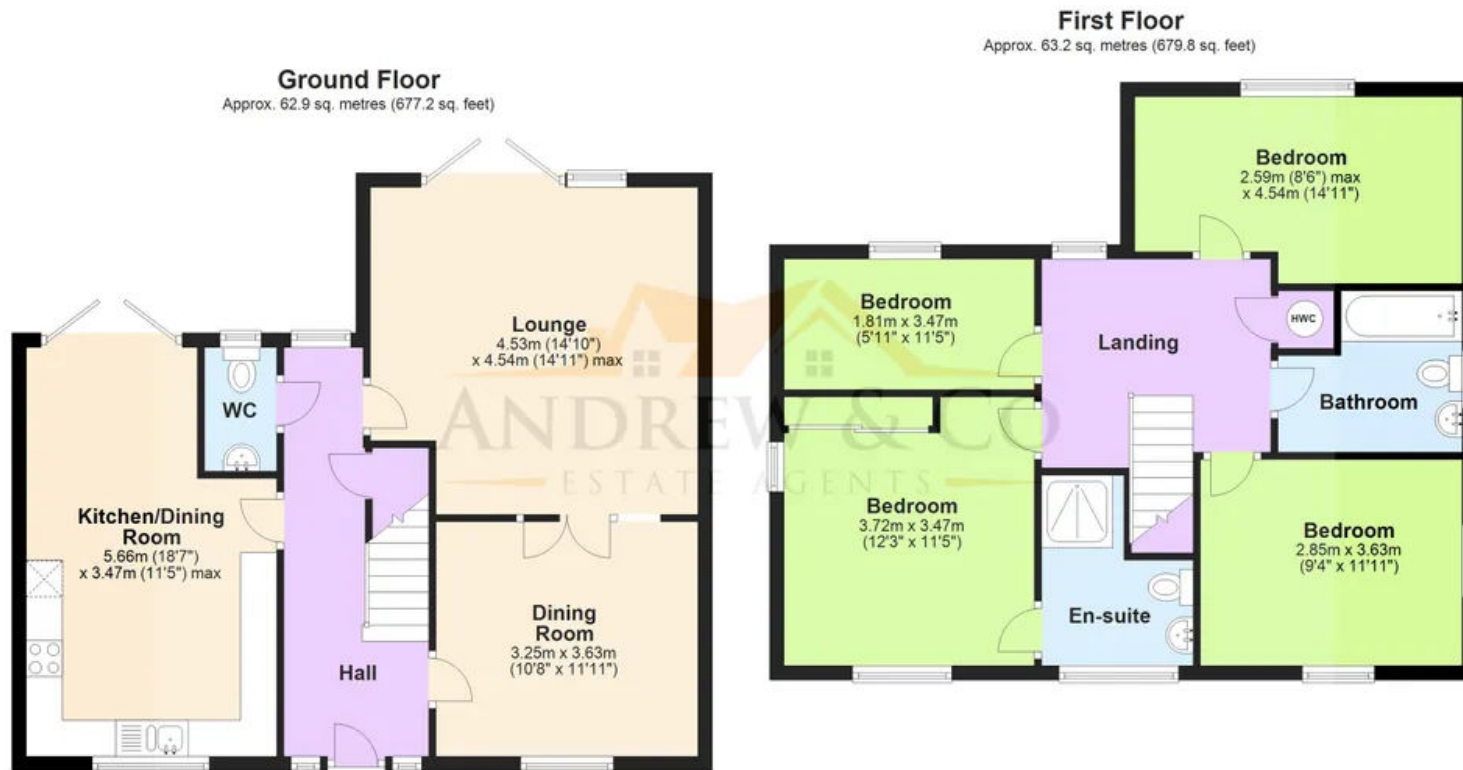 Ground Floor
Approx. 62.9 sq. metres (677.2 sq. feet)
Lounge
4.53m (14'10")
x 4.54m (14'11") max
WC
Kitchen/Dining
Room
5.66m (18'7")
x 3.47m (11'5") max
Dining
Room
3.25m x 3.63m
(10'8" x 11'11")
Hall
First Floor
Approx. 63.2 sq. metres (679.8 sq. feet)
Bedroom
2.59m (8'6") max
x 4.54m (14'11")
Bedroom
1.81m x 3.47m
(5'11" x 11'5")
Landing
HWC
Bathroom
Bedroom
3.72m x 3.47m
(12'3" x 11'5")
Bedroom
2.85m x 3.63m
(9'4" x 11'11")
En-suite
ANDREW & CO
ESTATE AGENTS